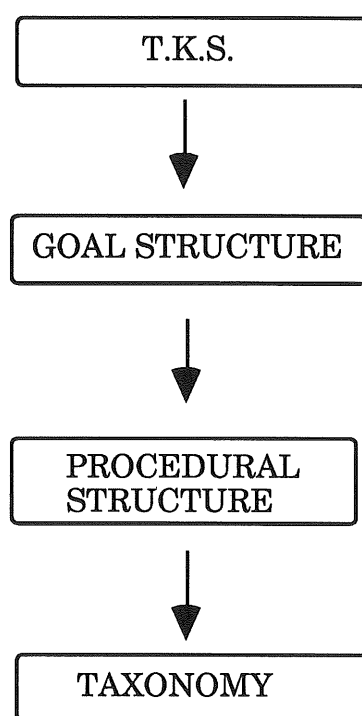 T.K.S.
GOAL STRUCTURE
PROCEDURAL
STRUCTURE
TAXONOMY